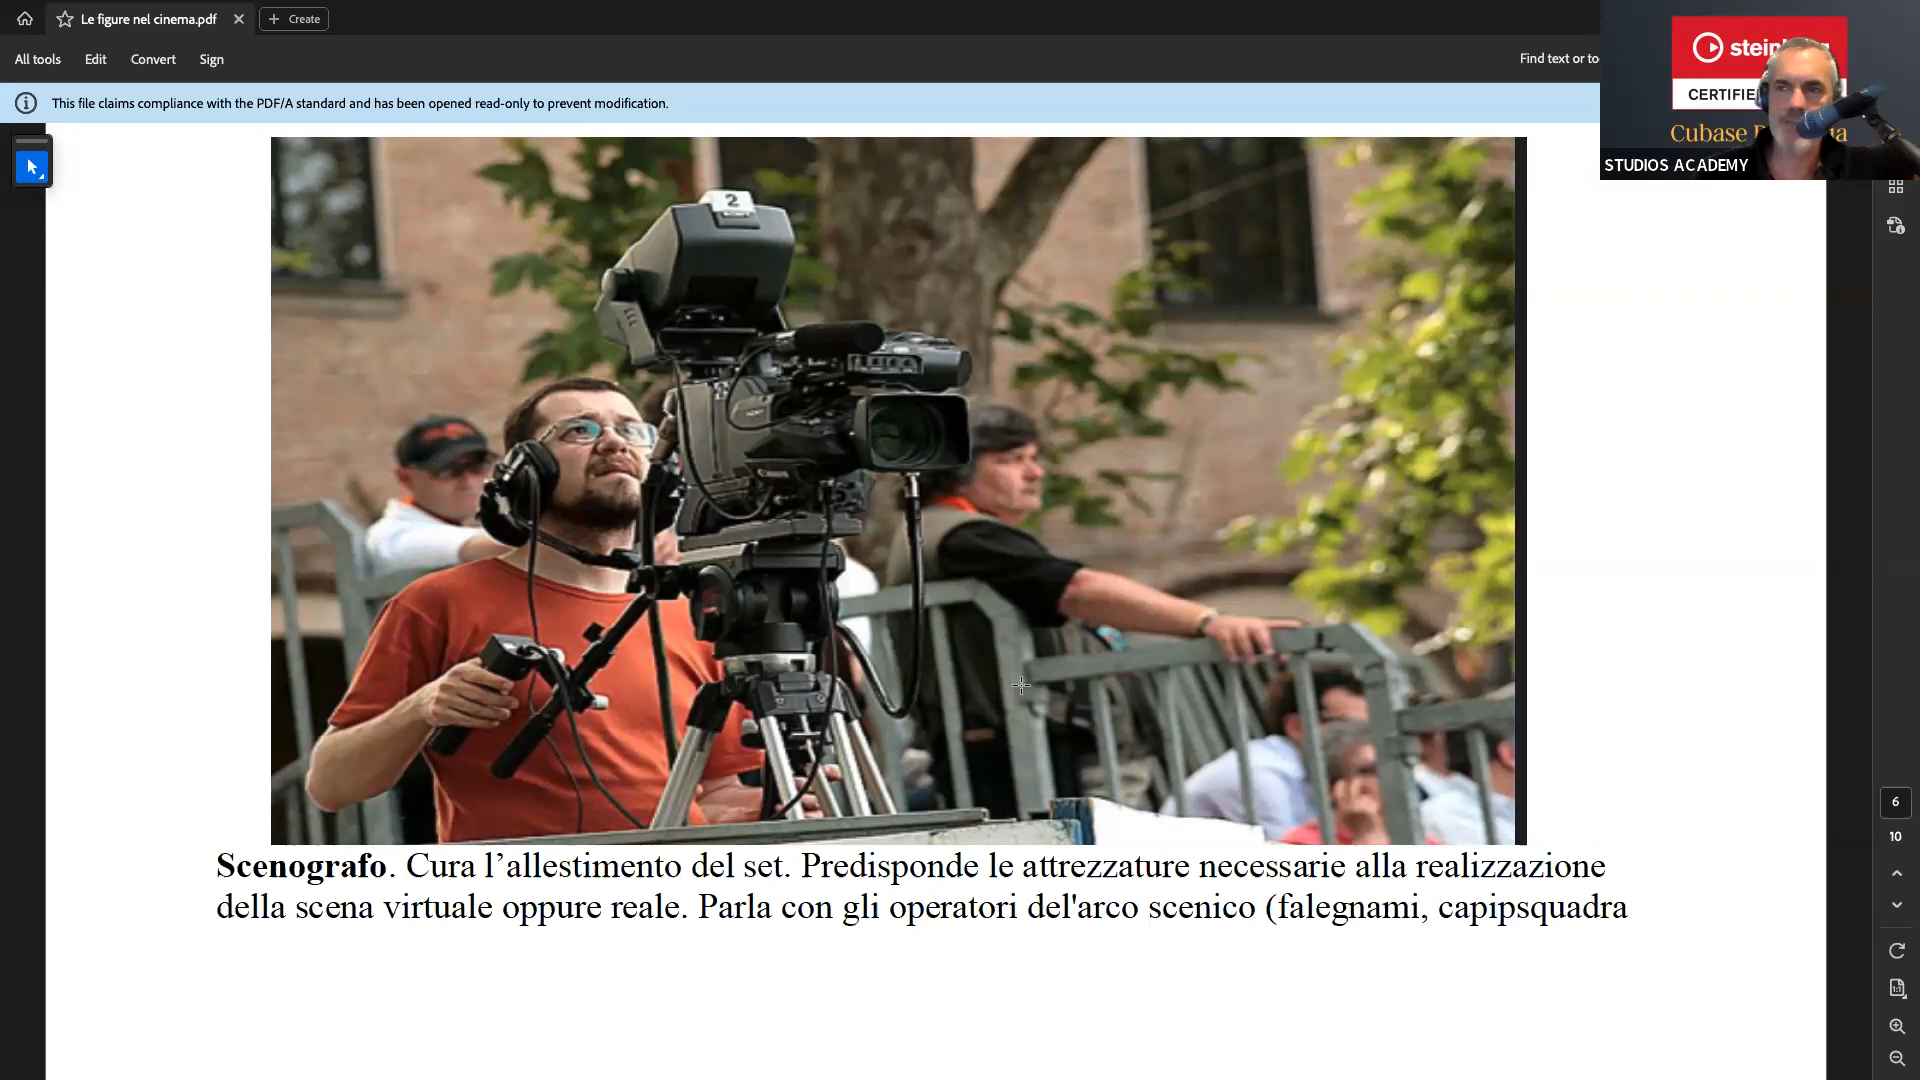 Le figure nel cinema.pdf
Create
All tools
Edit
Convert
Sign
Find text or to
This file claims compliance with the PDF/A standard and has been opened read-only to prevent modification.
CERTIFIE
Cubase
STUDIOS ACADEMY
2
Scenografo. Cura l’allestimento del set. Predisponde le attrezzature necessarie alla realizzazione
della scena virtuale oppure reale. Parla con gli operatori del'arco scenico (falegnami, capipsquadra
6
10